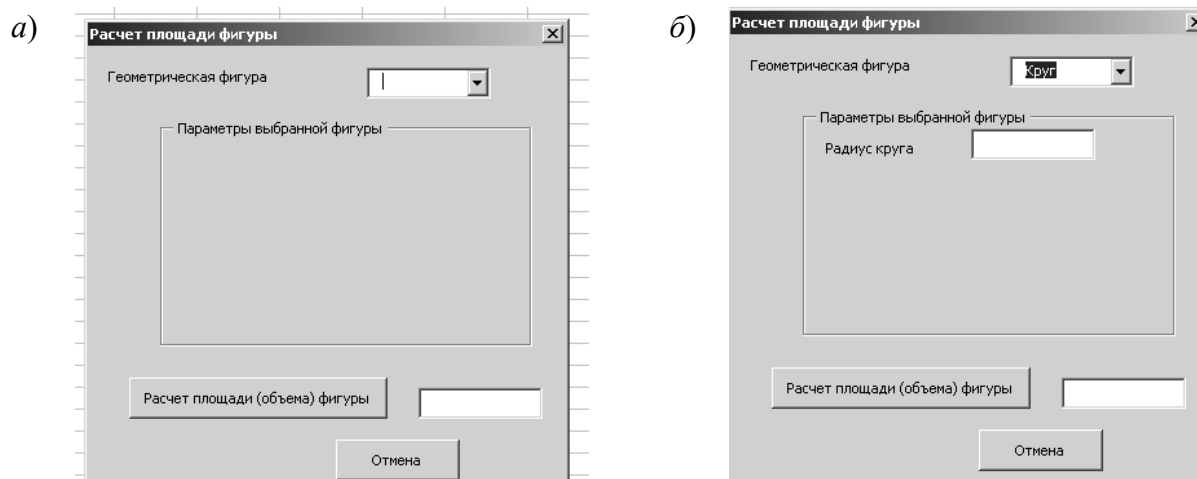 а)
Расчет площади фигуры
Геометрическая фигура
Параметры выбранной фигуры
Расчет площади (объема) фигуры
Отмена
б)
Расчет площади фигуры
Геометрическая фигура Круг
Параметры выбранной фигуры
Радиус круга
Расчет площади (объема) фигуры
Отмена